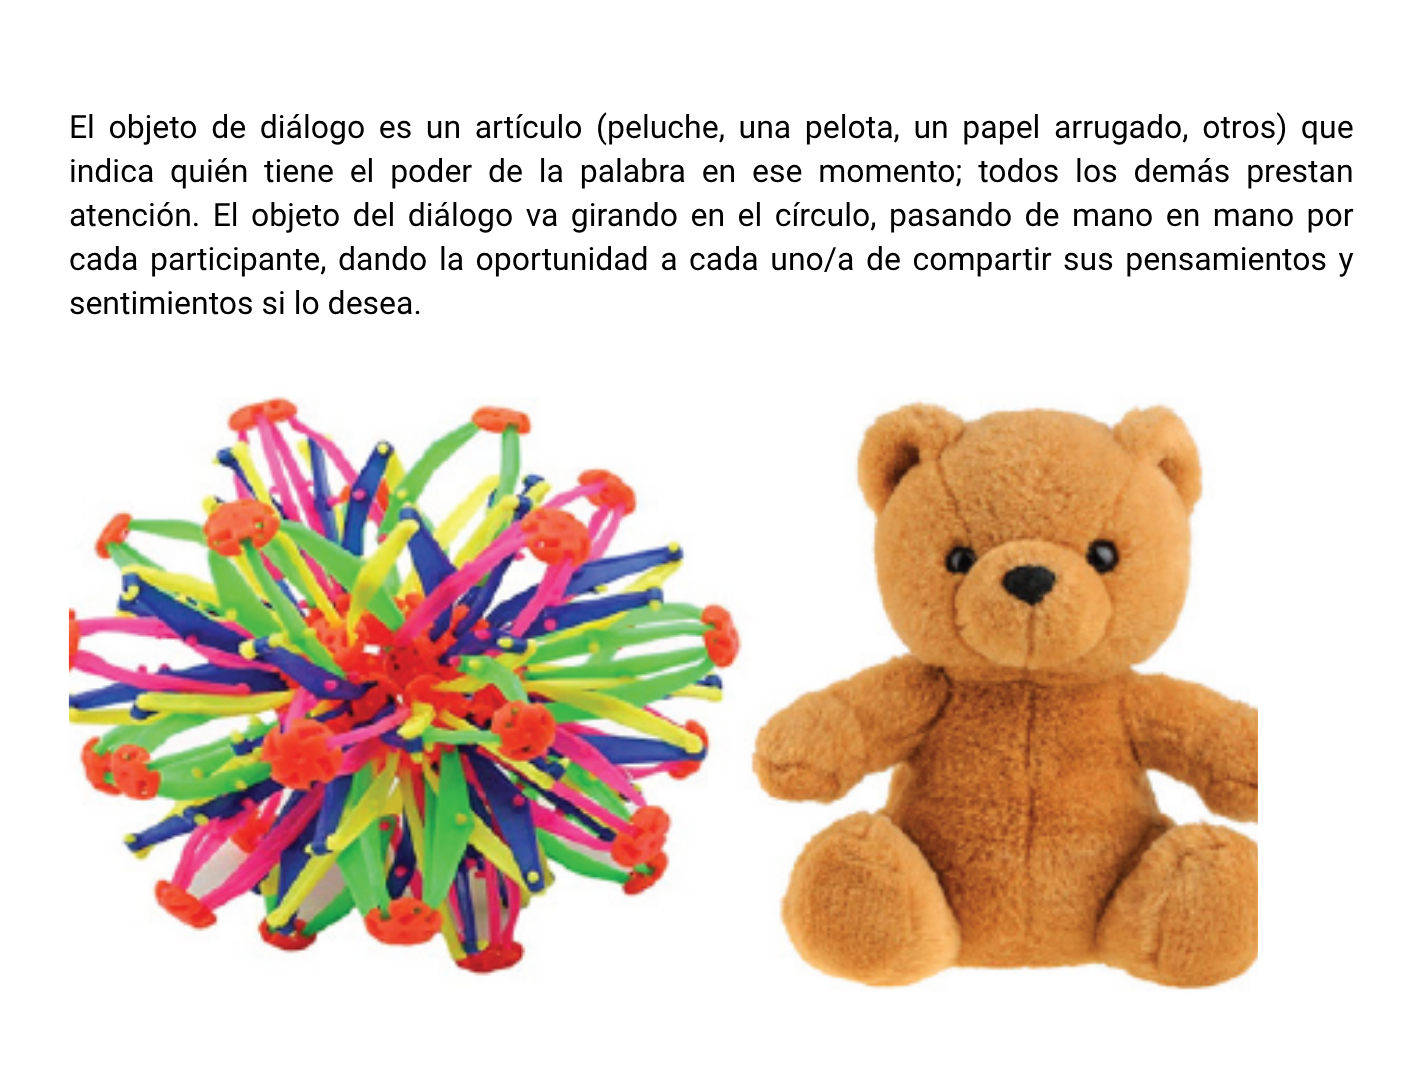 El objeto de diálogo es un artículo (peluche, una pelota, un papel arrugado, otros) que
indica quién tiene el poder de la palabra en ese momento; todos los demás prestan
atención. El objeto del diálogo va girando en el círculo, pasando de mano en mano por
cada participante, dando la oportunidad a cada uno/a de compartir sus pensamientos y
sentimientos si lo desea.